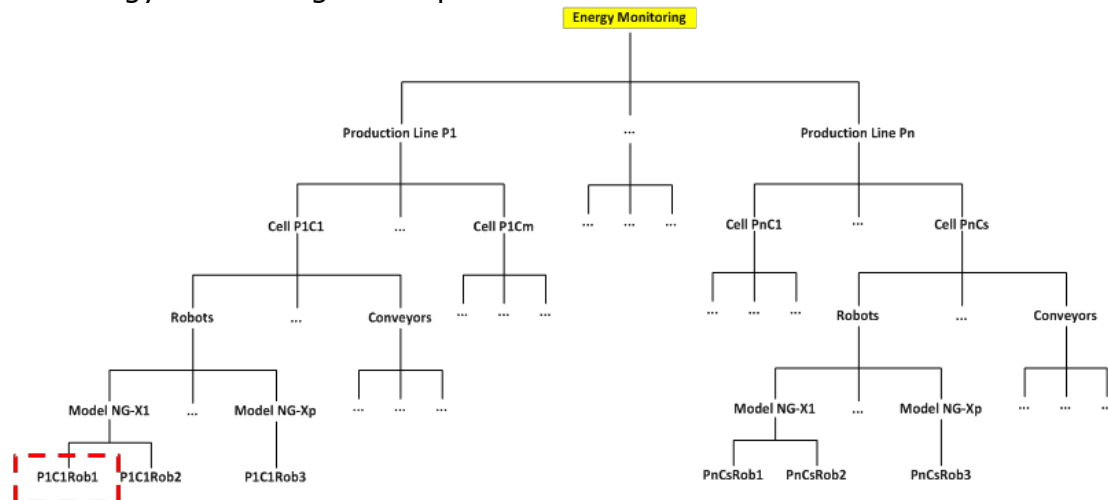 Energy Monitoring
Production Line P1 ... Production Line Pn
Cell P1C1 ... Cell P1Cm ... ... ... Cell PnC1 ... Cell PnCs
Robots ... Conveyors ... ... ... ... ... ... Robots ... Conveyors
Model NG-X1 ... Model NG-Xp ... ... ... Model NG-X1 ... Model NG-Xp ... ... ...
P1C1Rob1 P1C1Rob2 P1C1Rob3 PnCsRob1 PnCsRob2 PnCsRob3